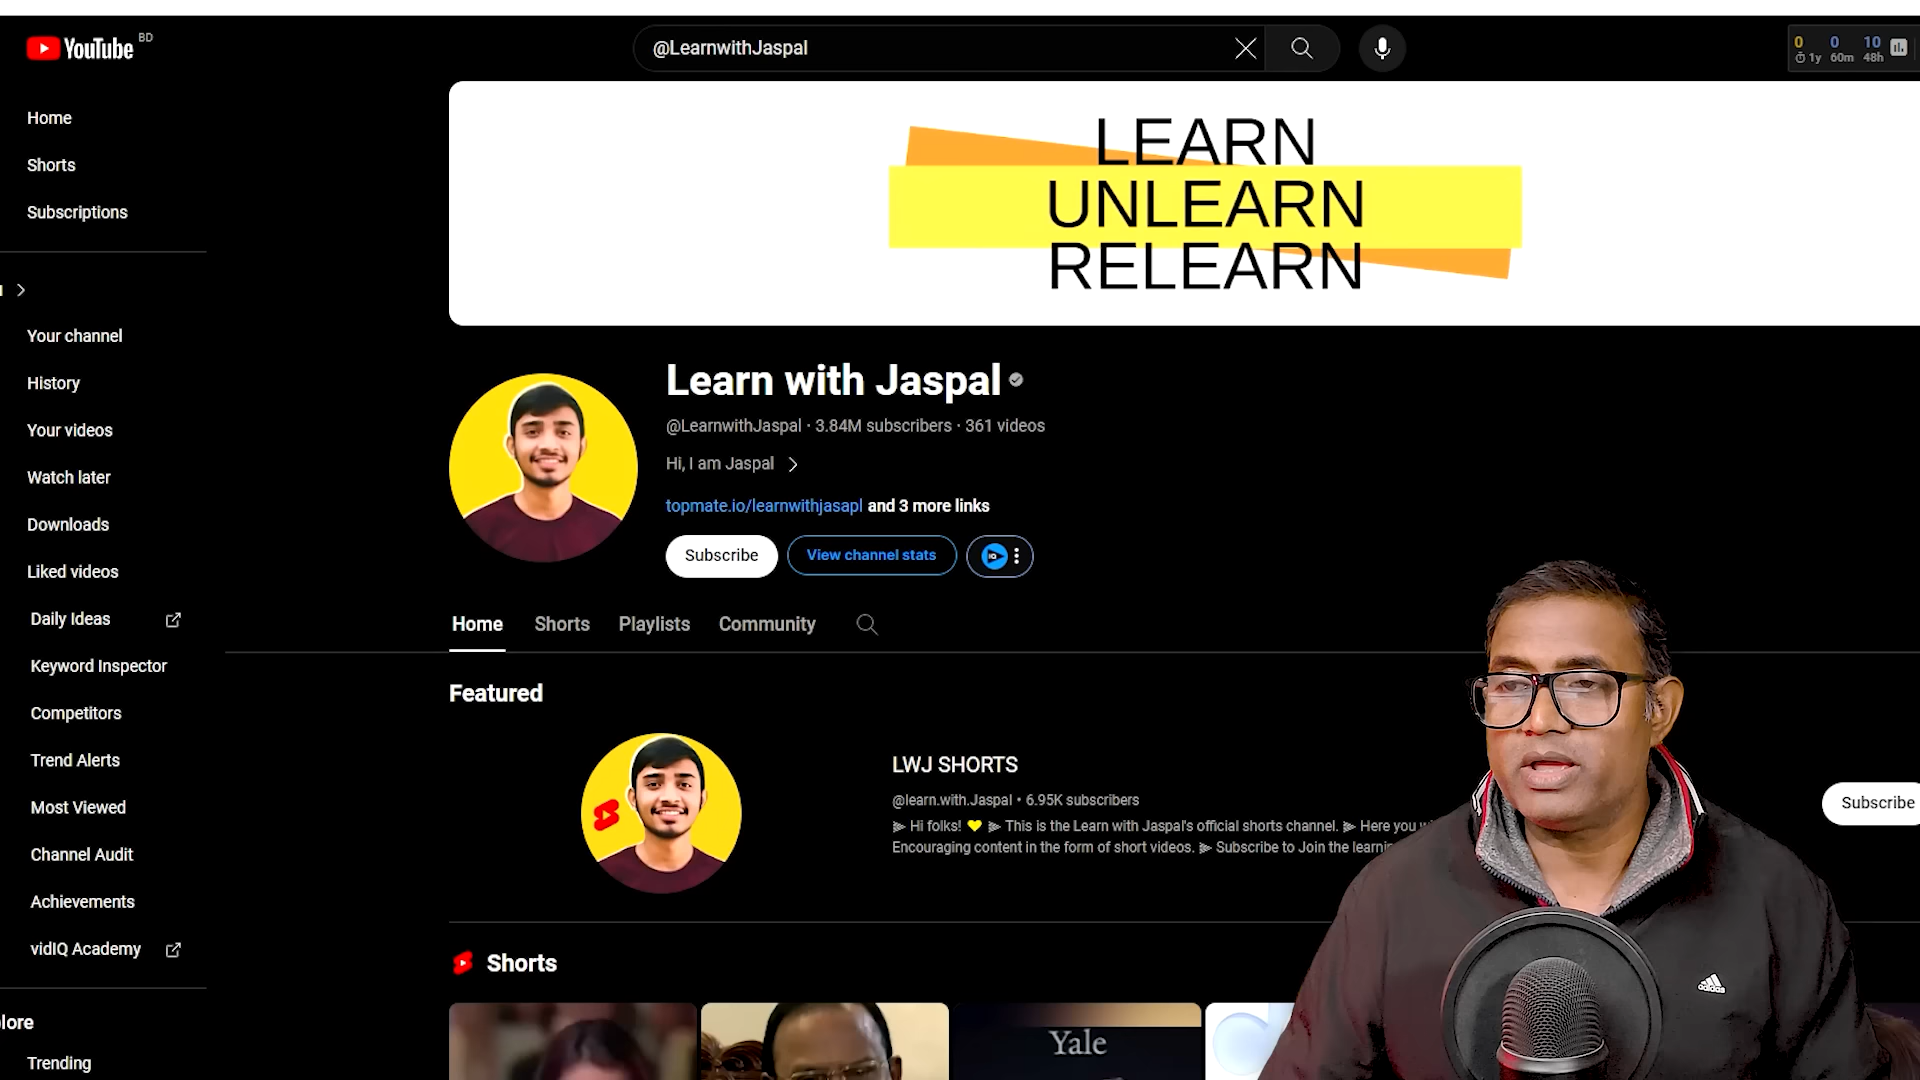 YouTube BD
@LearnwithJaspal
0 0 10
1y 60m 48h
Home
Shorts
Subscriptions
Your channel
History
Your videos
Watch later
Downloads
Liked videos
Daily Ideas
Keyword Inspector
Competitors
Trend Alerts
Most Viewed
Channel Audit
Achievements
vidIQ Academy
lore
Trending
LEARN
UNLEARN
RELEARN
Learn with Jaspal
@LearnwithJaspal · 3.84M subscribers · 361 videos
Hi, I am Jaspal
topmate.io/learnwithjasapl and 3 more links
Subscribe
View channel stats
Home Shorts Playlists Community
Featured
LWJ SHORTS
@learn.with.Jaspal • 6.95K subscribers
⫸ Hi folks! 💛 ⫸ This is the Learn with Jaspal's official shorts channel. ⫸ Here you
Encouraging content in the form of short videos. ⫸ Subscribe to Join the
Subscribe
Shorts
Yale
adidas